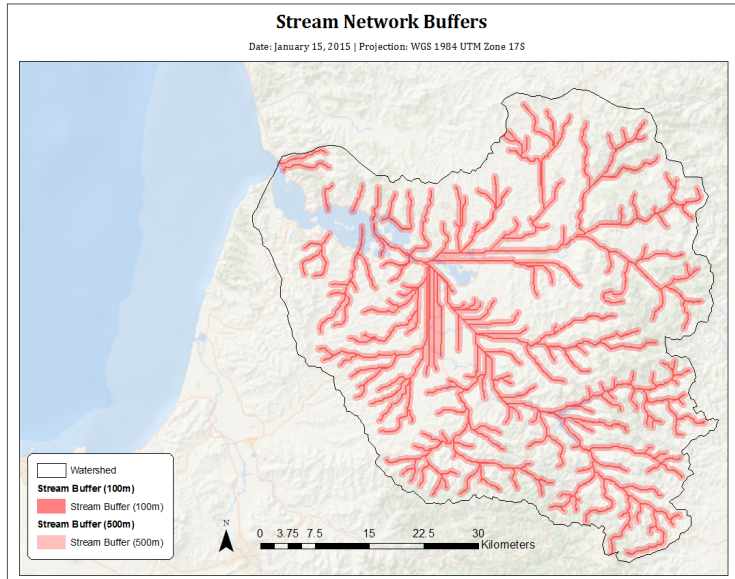 Stream Network Buffers
Date: January 15, 2015 | Projection: WGS 1984 UTM Zone 17S
Watershed
Stream Buffer (100m)
Stream Buffer (100m)
Stream Buffer (500m)
Stream Buffer (500m)
N
0 3.75 7.5 15 22.5 30
Kilometers